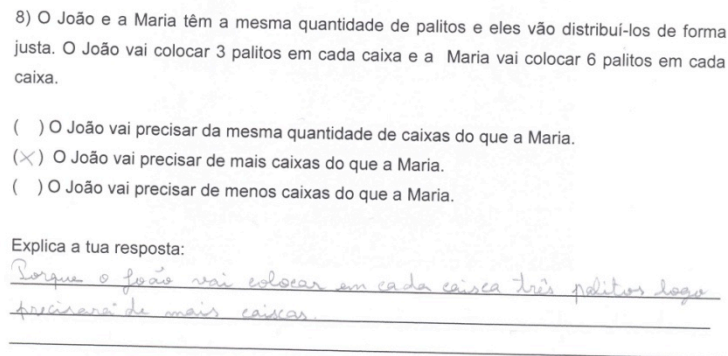 8) O João e a Maria têm a mesma quantidade de palitos e eles vão distribuí-los de forma
justa. O João vai colocar 3 palitos em cada caixa e a Maria vai colocar 6 palitos em cada
caixa.
( ) O João vai precisar da mesma quantidade de caixas do que a Maria.
(X) O João vai precisar de mais caixas do que a Maria.
( ) O João vai precisar de menos caixas do que a Maria.
Explica a tua resposta:
Porque o João vai colocar em cada caisca três palitos logo
precisará de mais caiscas.